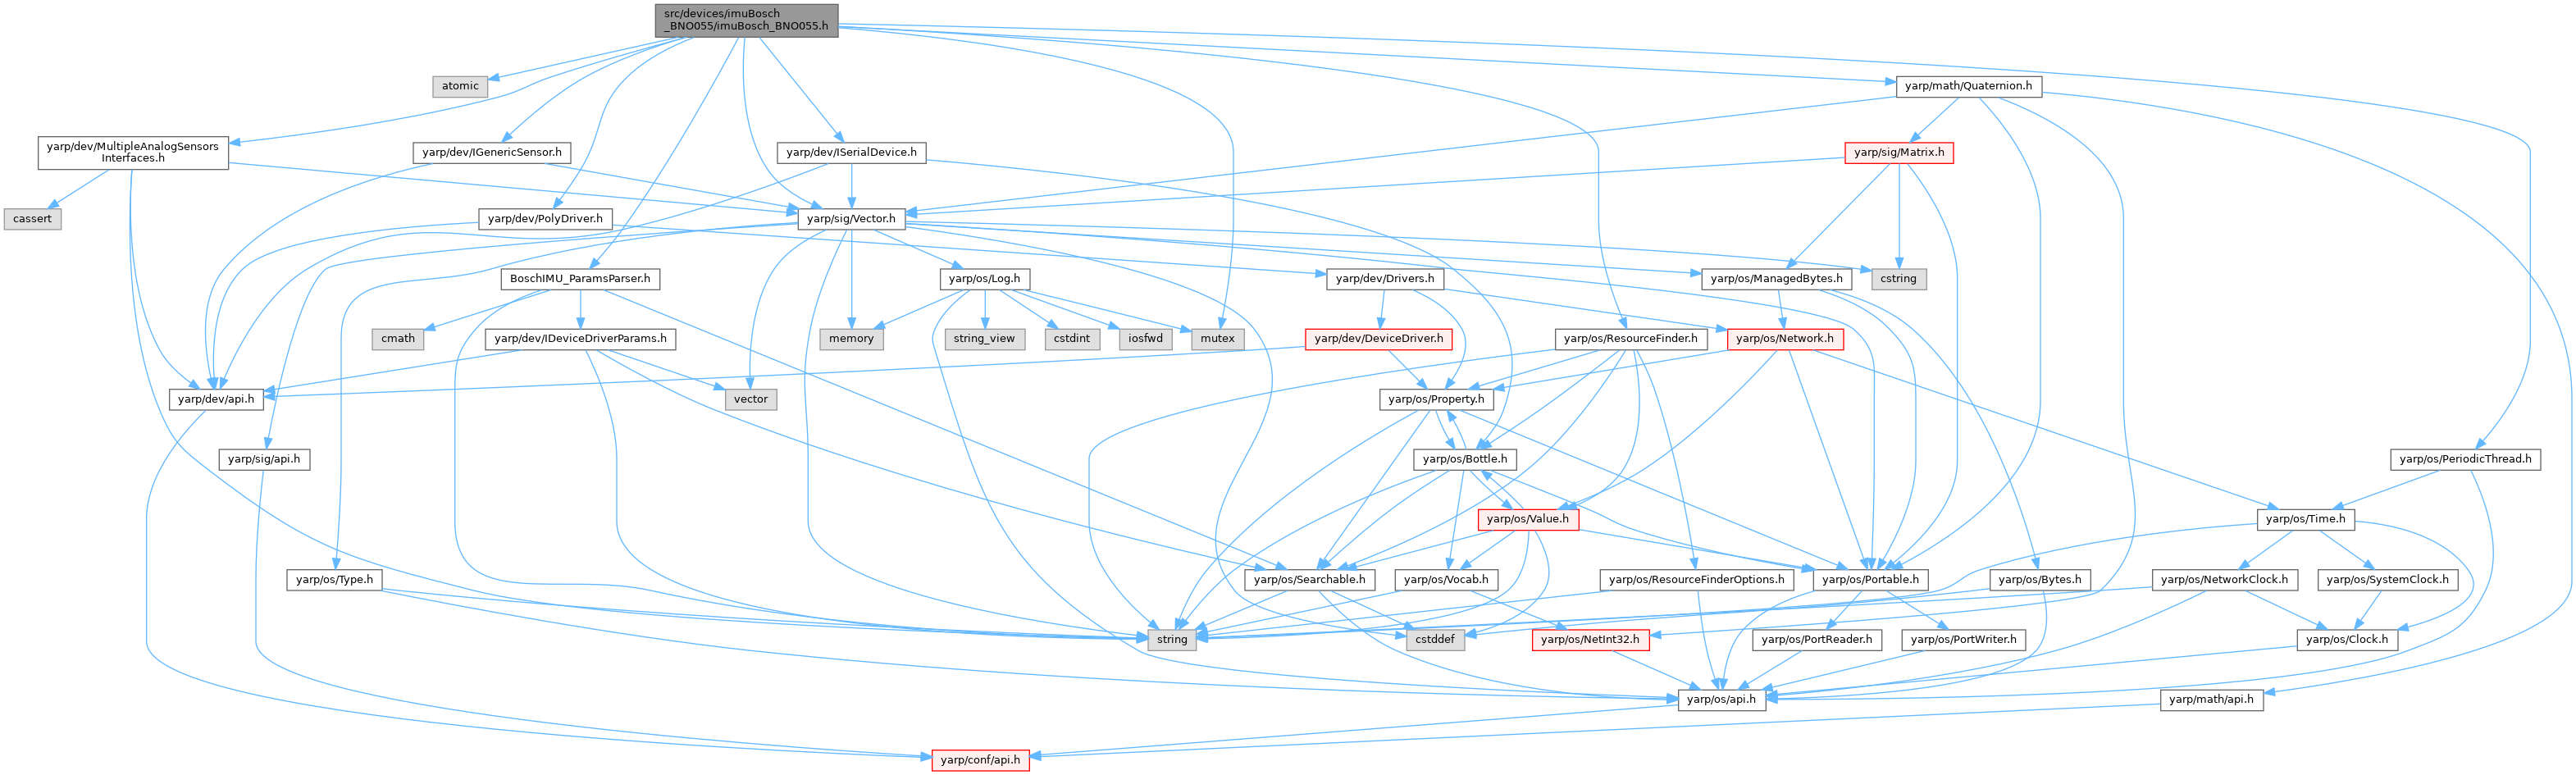 src/devices/imuBosch
_BNO055/imuBosch_BNO055.h
atomic
yarp/math/Quaternion.h
yarp/dev/MultipleAnalogSensors
Interfaces.h
yarp/dev/IGenericSensor.h
yarp/dev/ISerialDevice.h
yarp/sig/Matrix.h
cassert
yarp/dev/PolyDriver.h
yarp/sig/Vector.h
BoschIMU_ParamsParser.h
yarp/os/Log.h
yarp/dev/Drivers.h
yarp/os/ManagedBytes.h
cstring
cmath
yarp/dev/IDeviceDriverParams.h
memory
string_view
cstdint
iosfwd
mutex
yarp/dev/DeviceDriver.h
yarp/os/ResourceFinder.h
yarp/os/Network.h
yarp/dev/api.h
vector
yarp/os/Property.h
yarp/sig/api.h
yarp/os/Bottle.h
yarp/os/PeriodicThread.h
yarp/os/Value.h
yarp/os/Time.h
yarp/os/Type.h
yarp/os/Searchable.h
yarp/os/Vocab.h
yarp/os/ResourceFinderOptions.h
yarp/os/Portable.h
yarp/os/Bytes.h
yarp/os/NetworkClock.h
yarp/os/SystemClock.h
string
cstddef
yarp/os/NetInt32.h
yarp/os/PortReader.h
yarp/os/PortWriter.h
yarp/os/Clock.h
yarp/os/api.h
yarp/math/api.h
yarp/conf/api.h